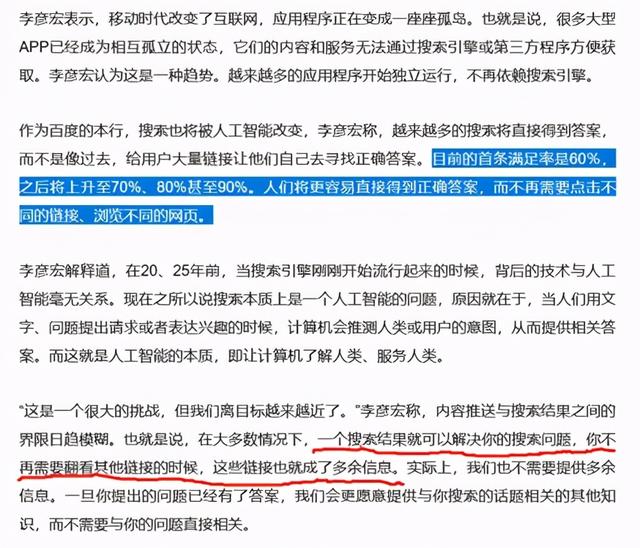 李彦宏表示，移动时代改变了互联网，应用程序正在变成一座座孤岛。也就是说，很多大型
APP已经成为相互孤立的状态，它们的内容和服务无法通过搜索引擎或第三方程序方便获
取。李彦宏认为这是一种趋势。越来越多的应用程序开始独立运行，不再依赖搜索引擎。
作为百度的本行，搜索也将被人工智能改变，李彦宏称，越来越多的搜索将直接得到答案，
而不是像过去，给用户大量链接让他们自己去寻找正确答案。目前的首条满足率是60%，
之后将上升至70%、80%甚至90%。人们将更容易直接得到正确答案，而不再需要点击不
同的链接、浏览不同的网页。
李彦宏解释道，在20、25年前，当搜索引擎刚刚开始流行起来的时候，背后的技术与人工
智能毫无关系。现在之所以说搜索本质上是一个人工智能的问题，原因就在于，当人们用文
字、问题提出请求或者表达兴趣的时候，计算机会推测人类或用户的意图，从而提供相关答
案。而这就是人工智能的本质，即让计算机了解人类、服务人类。
“这是一个很大的挑战，但我们离目标越来越近了。”李彦宏称，内容推送与搜索结果之间的
界限日趋模糊。也就是说，在大多数情况下，一个搜索结果就可以解决你的搜索问题，你不
再需要翻看其他链接的时候，这些链接也就成了多余信息。实际上，我们也不需要提供多余
信息。一旦你提出的问题已经有了答案，我们会更愿意提供与你搜索的话题相关的其他知
识，而不需要与你的问题直接相关。